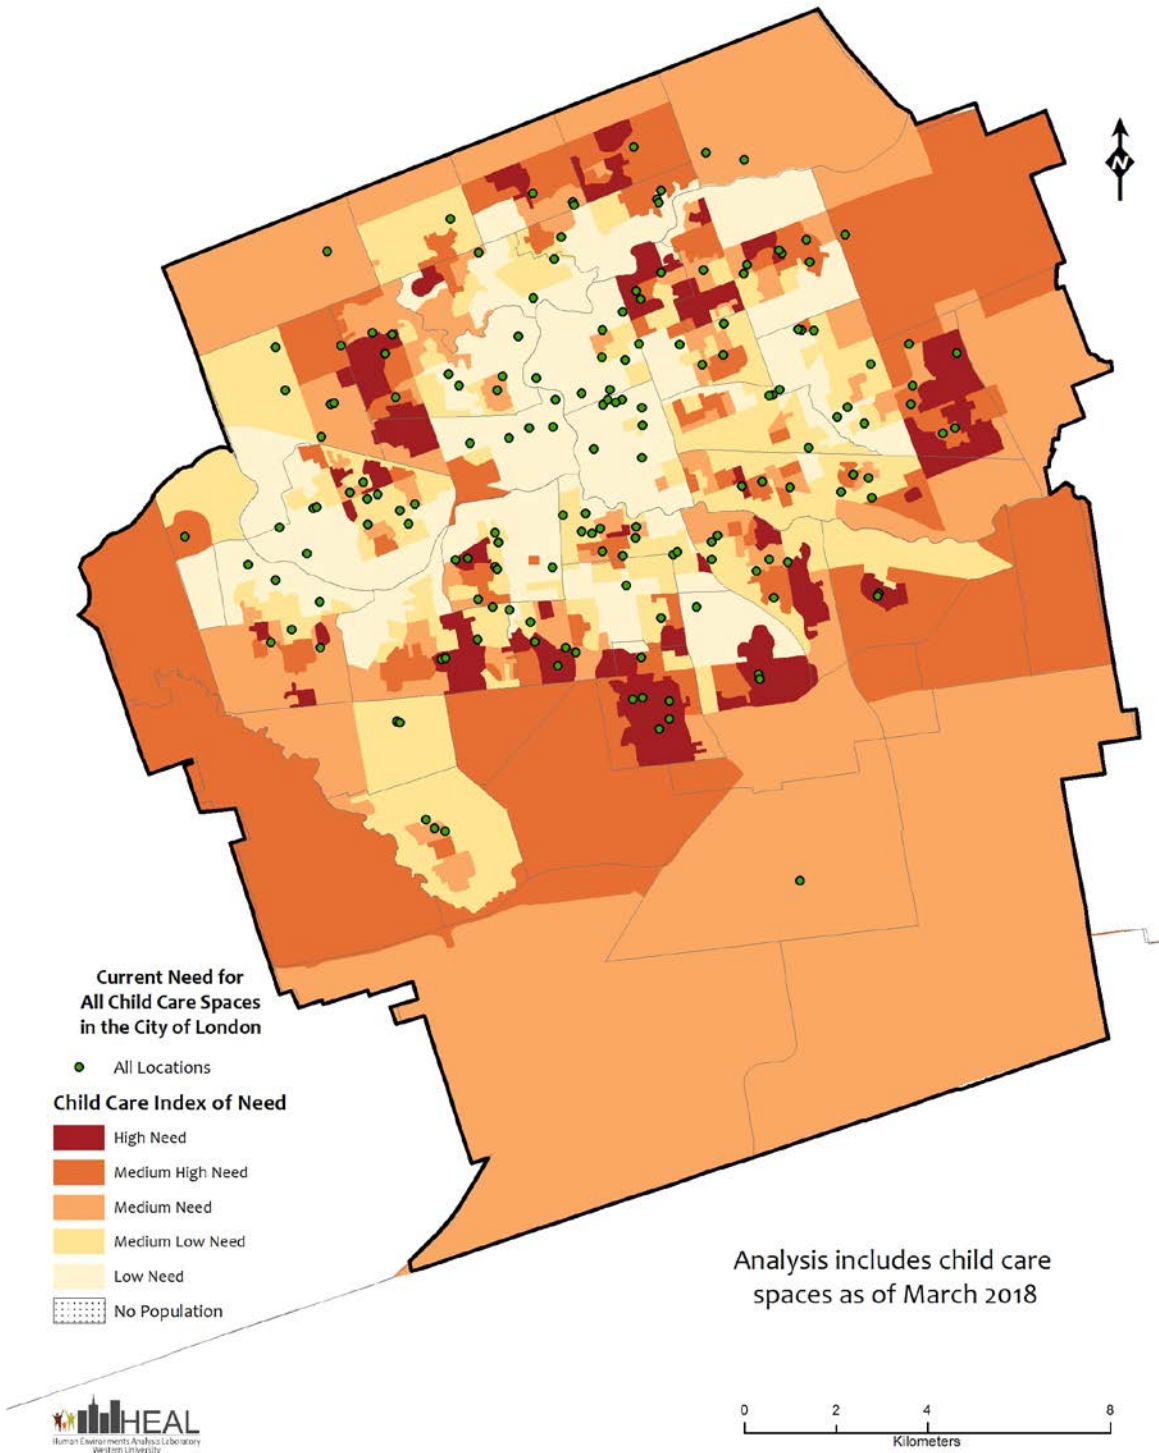 N
Current Need for
All Child Care Spaces
in the City of London
All Locations
Child Care Index of Need
High Need
Medium High Need
Medium Need
Medium Low Need
Low Need
No Population
Analysis includes child care
spaces as of March 2018
HEAL
Human Environments Analysis Laboratory
Western University
0 2 4 8
Kilometers